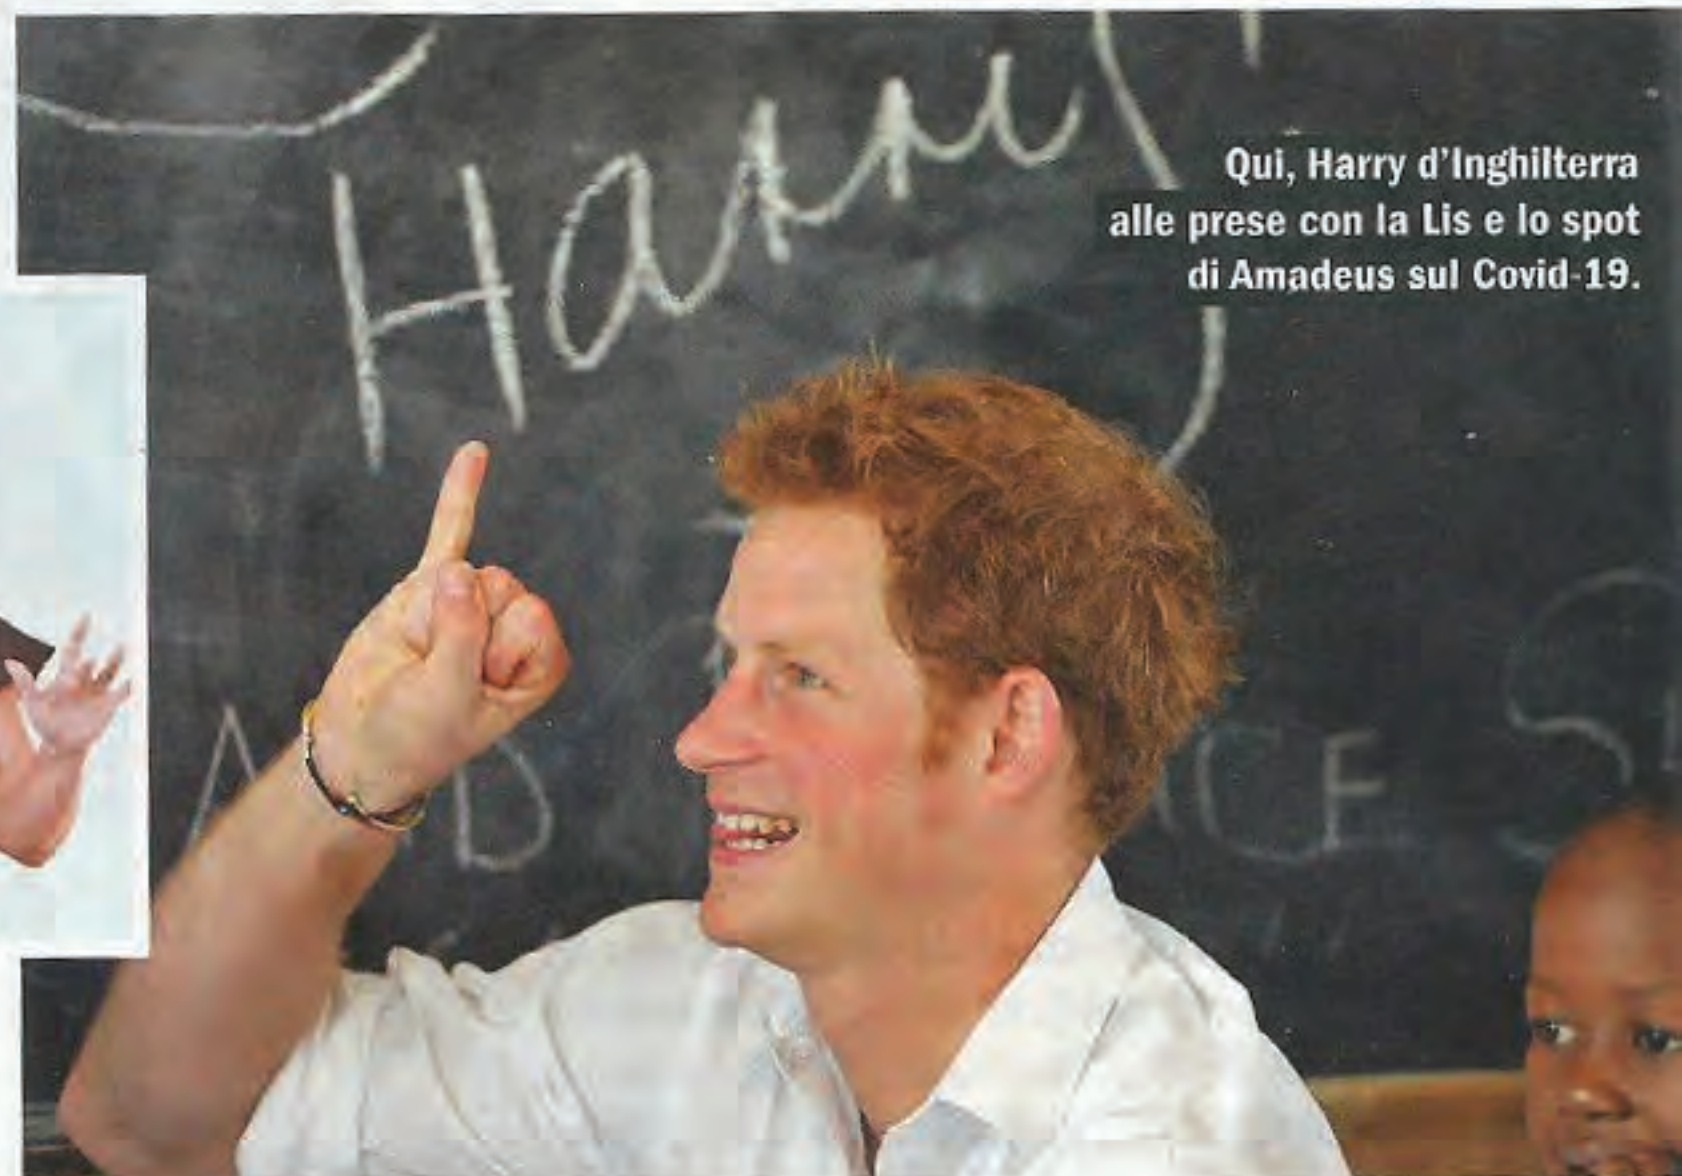 Harry
Qui, Harry d'Inghilterra
alle prese con la Lis e lo spot
di Amadeus sul Covid-19.